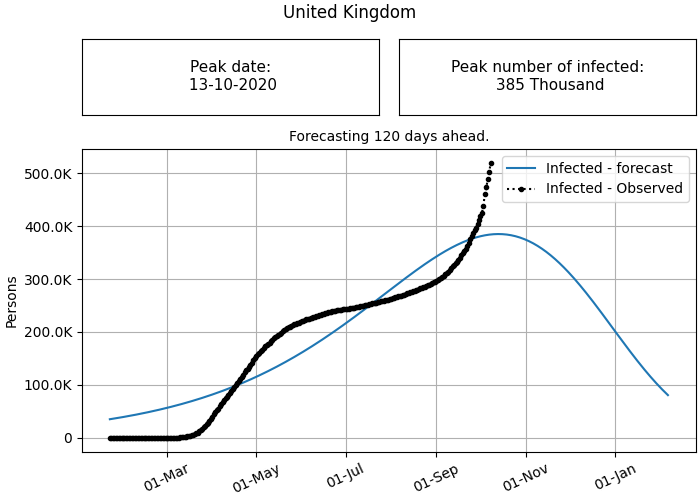 United Kingdom
Peak date:
13-10-2020
Peak number of infected:
385 Thousand
Forecasting 120 days ahead.
Infected - forecast
Infected - Observed
500.0K
400.0K
300.0K
200.0K
100.0K
0
Persons
01-Mar
01-May
01-Jul
01-Sep
01-Nov
01-Jan